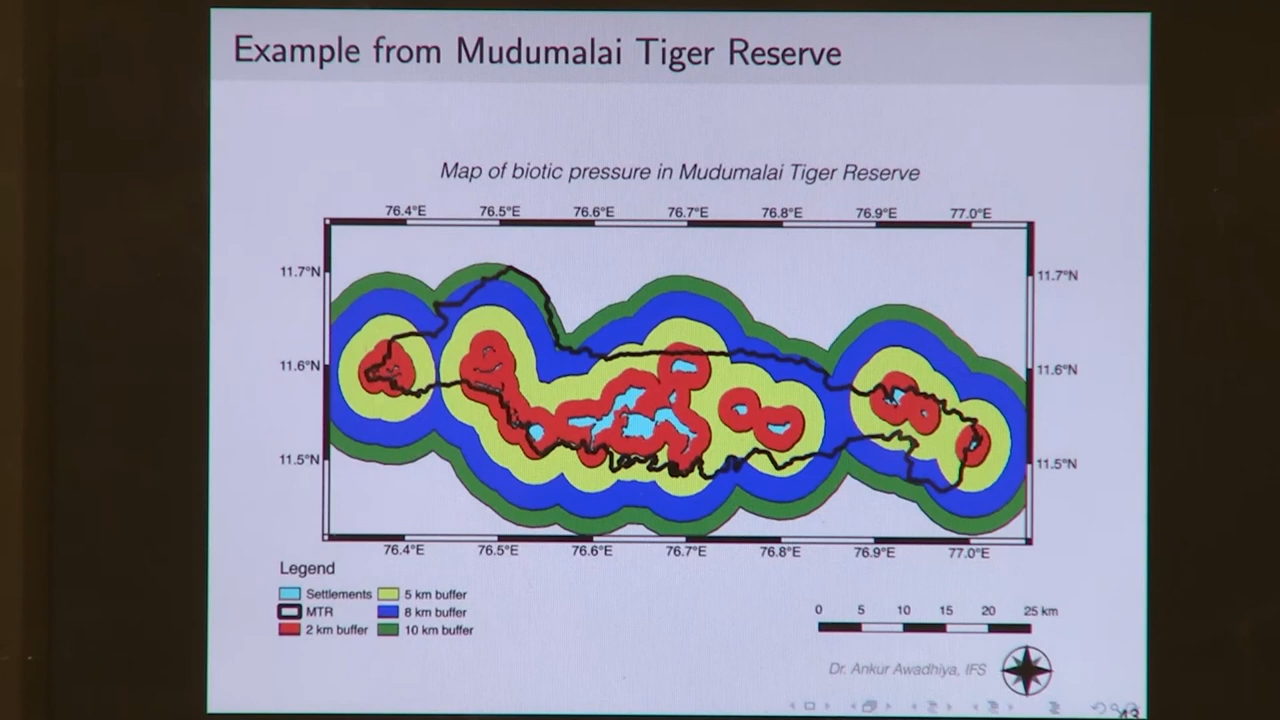 Example from Mudumalai Tiger Reserve
Map of biotic pressure in Mudumalai Tiger Reserve
76.4°E 76.5°E 76.6°E 76.7°E 76.8°E 76.9°E 77.0°E
11.7°N 11.7°N
11.6°N 11.6°N
11.5°N 11.5°N
76.4°E 76.5°E 76.6°E 76.7°E 76.8°E 76.9°E 77.0°E
Legend
Settlements 5 km buffer
MTR 8 km buffer
2 km buffer 10 km buffer
0 5 10 15 20 25 km
Dr. Ankur Awadhiya, IFS